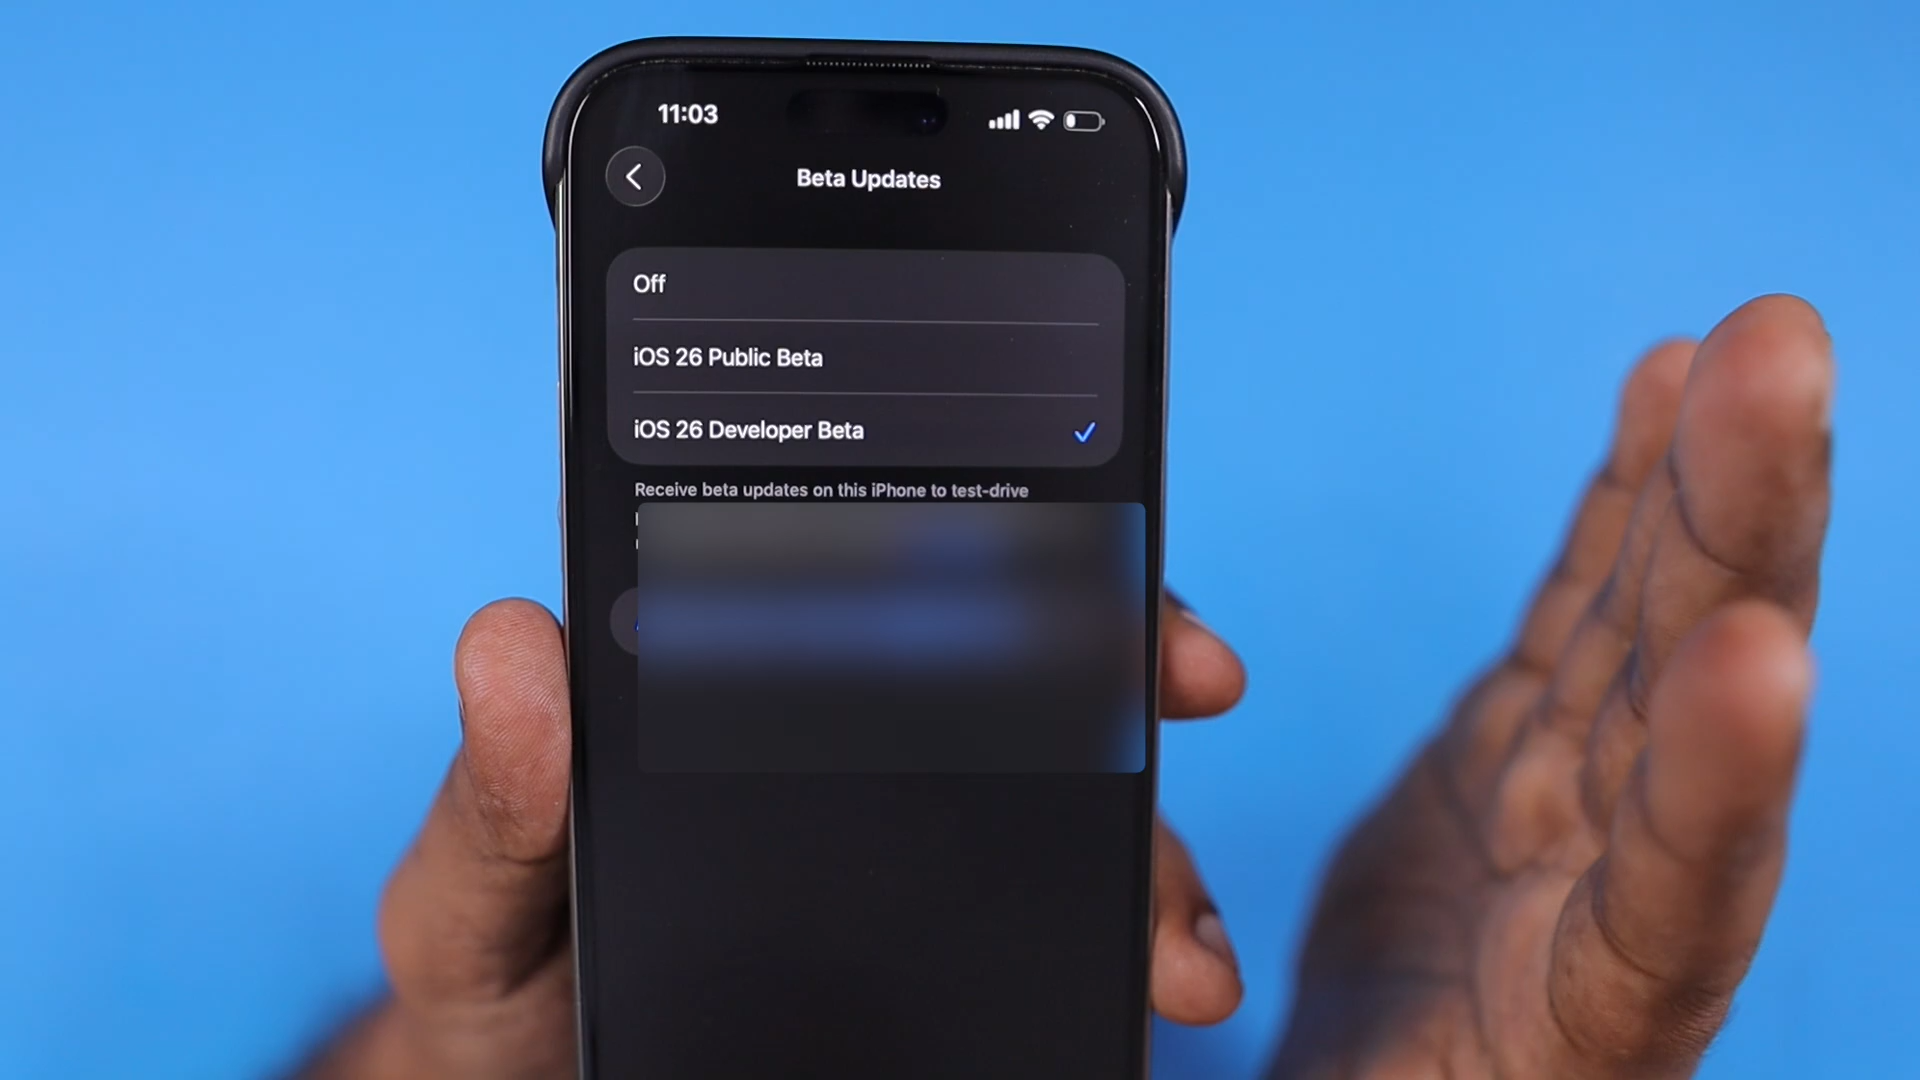 11:03
Beta Updates
Off
iOS 26 Public Beta
iOS 26 Developer Beta
Receive beta updates on this iPhone to test-drive